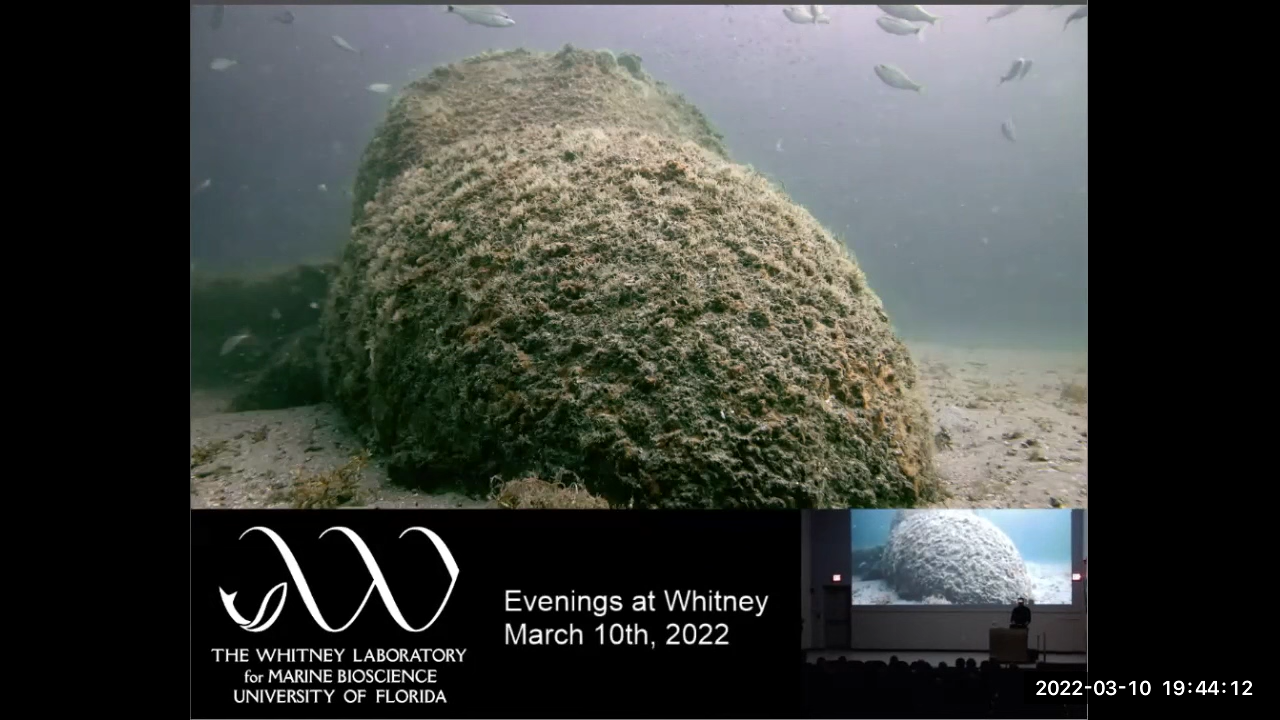 Evenings at Whitney
March 10th, 2022
THE WHITNEY LABORATORY
for MARINE BIOSCIENCE
UNIVERSITY OF FLORIDA
2022-03-10 19:44:12